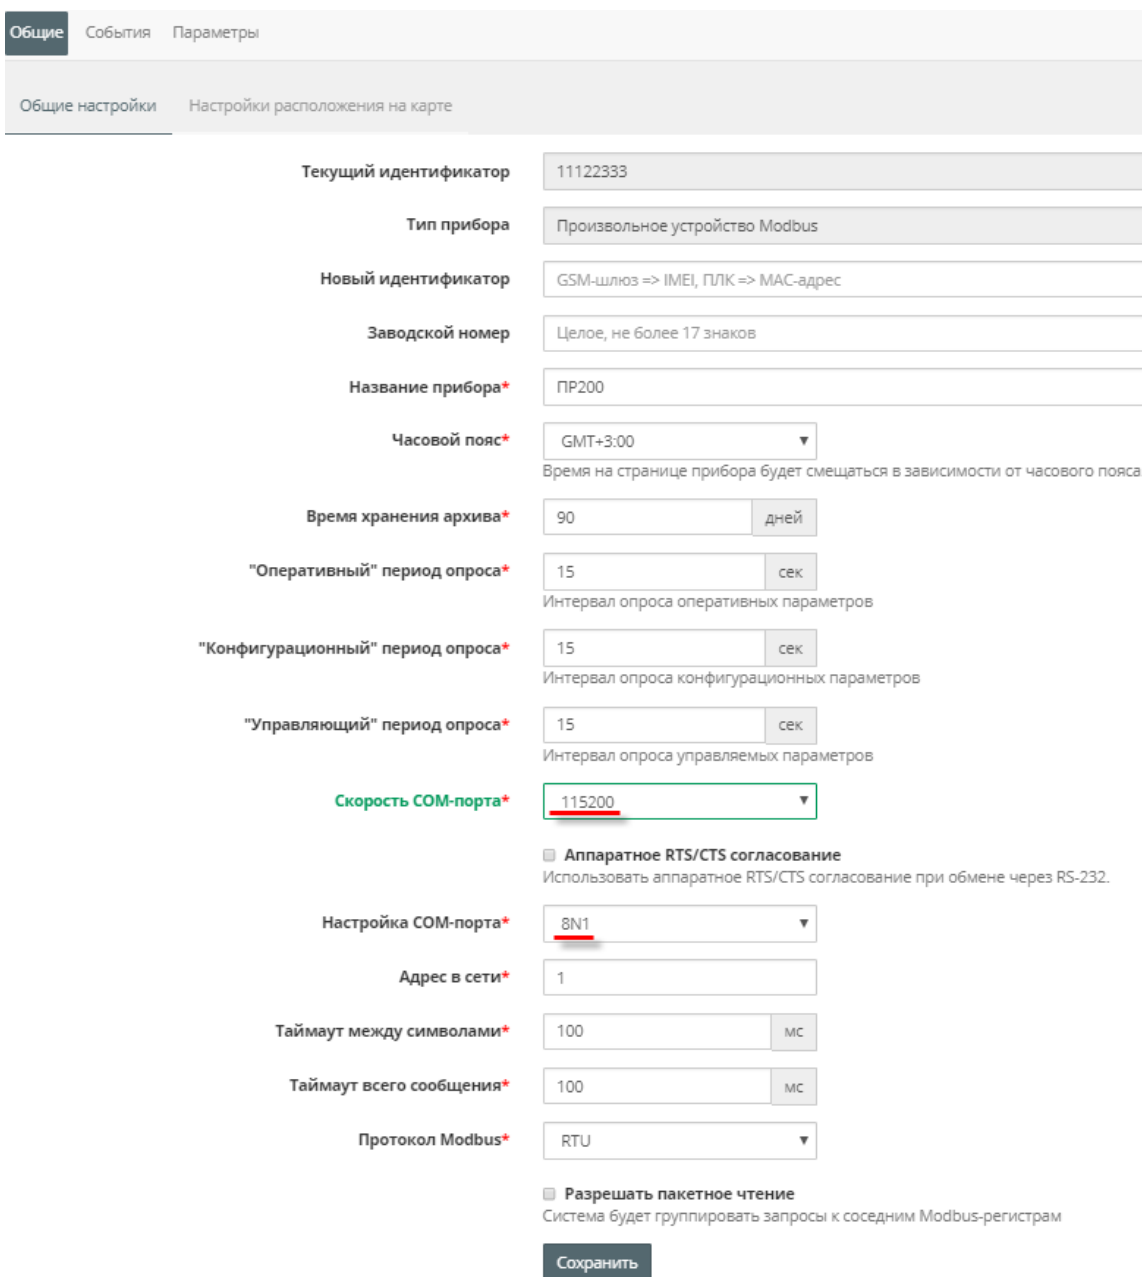 Общие События Параметры
Общие настройки Настройки расположения на карте
Текущий идентификатор 11122333
Тип прибора Произвольное устройство Modbus
Новый идентификатор GSM-шлюз => IMEI, ПЛК => MAC-адрес
Заводской номер Целое, не более 17 знаков
Название прибора* ПР200
Часовой пояс* GMT+3:00
Время на странице прибора будет смещаться в зависимости от часового пояса
Время хранения архива* 90 дней
"Оперативный" период опроса* 15 сек
Интервал опроса оперативных параметров
"Конфигурационный" период опроса* 15 сек
Интервал опроса конфигурационных параметров
"Управляющий" период опроса* 15 сек
Интервал опроса управляемых параметров
Скорость COM-порта* 115200
Аппаратное RTS/CTS согласование
Использовать аппаратное RTS/CTS согласование при обмене через RS-232.
Настройка COM-порта* 8N1
Адрес в сети* 1
Таймаут между символами* 100 мс
Таймаут всего сообщения* 100 мс
Протокол Modbus* RTU
Разрешать пакетное чтение
Система будет группировать запросы к соседним Modbus-регистрам
Сохранить